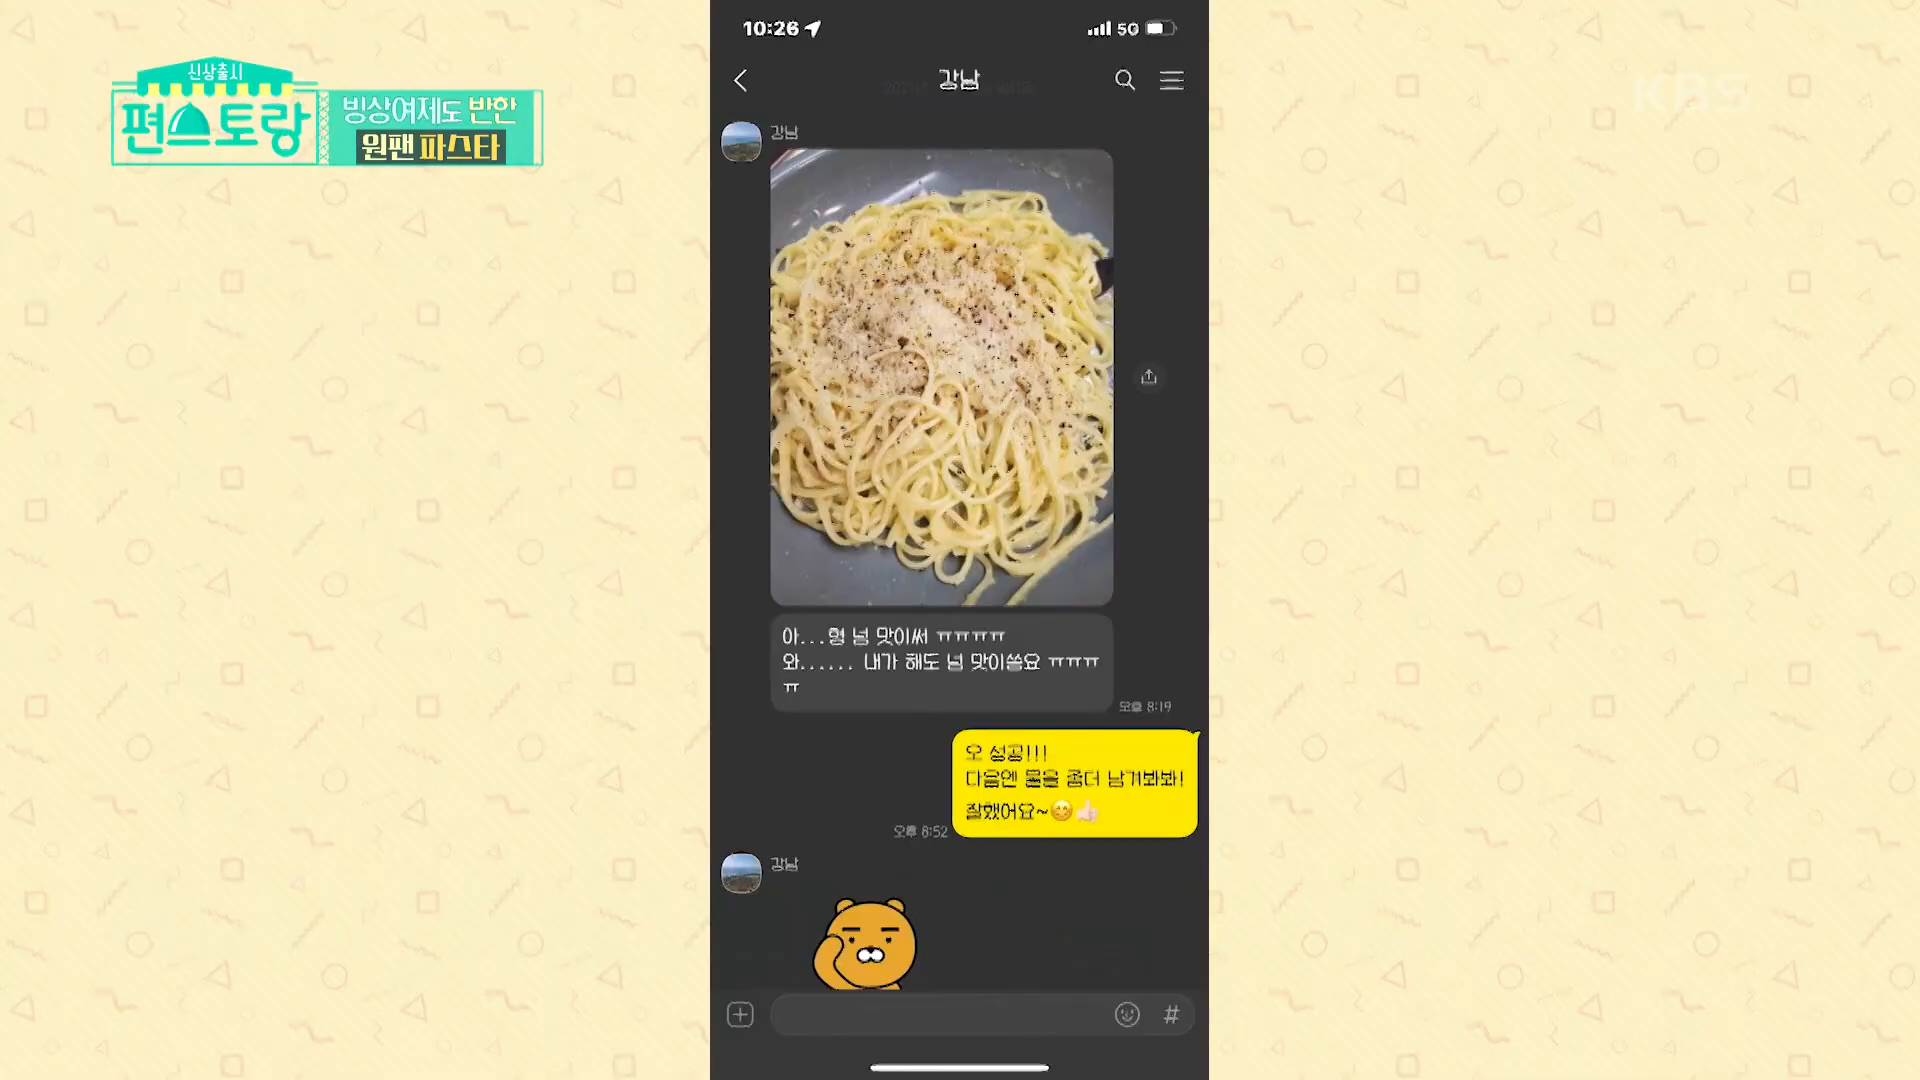 신상출시
편스토랑
빙상여제도 반한
원팬 파스타
KBS
10:26
5G
강남
강남
아...형 넘 맛이써 ㅠㅠㅠㅠ
와...... 내가 해도 넘 맛이씀요 ㅠㅠㅠ
ㅠ
오후 8:19
오 성공!!!
다음엔 물을 좀더 남겨봐봐!
잘했어요~😊👍🏻
오후 8:52
강남
#